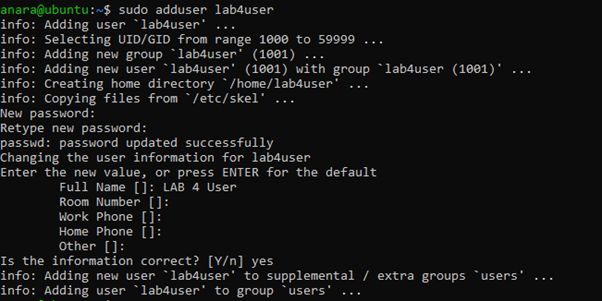 anara@ubuntu:~$ sudo adduser lab4user
info: Adding user `lab4user' ...
info: Selecting UID/GID from range 1000 to 59999 ...
info: Adding new group `lab4user' (1001) ...
info: Adding new user `lab4user' (1001) with group `lab4user (1001)' ...
info: Creating home directory `/home/lab4user' ...
info: Copying files from `/etc/skel' ...
New password:
Retype new password:
passwd: password updated successfully
Changing the user information for lab4user
Enter the new value, or press ENTER for the default
        Full Name []: LAB 4 User
        Room Number []:
        Work Phone []:
        Home Phone []:
        Other []:
Is the information correct? [Y/n] yes
info: Adding new user `lab4user' to supplemental / extra groups `users' ...
info: Adding user `lab4user' to group `users' ...